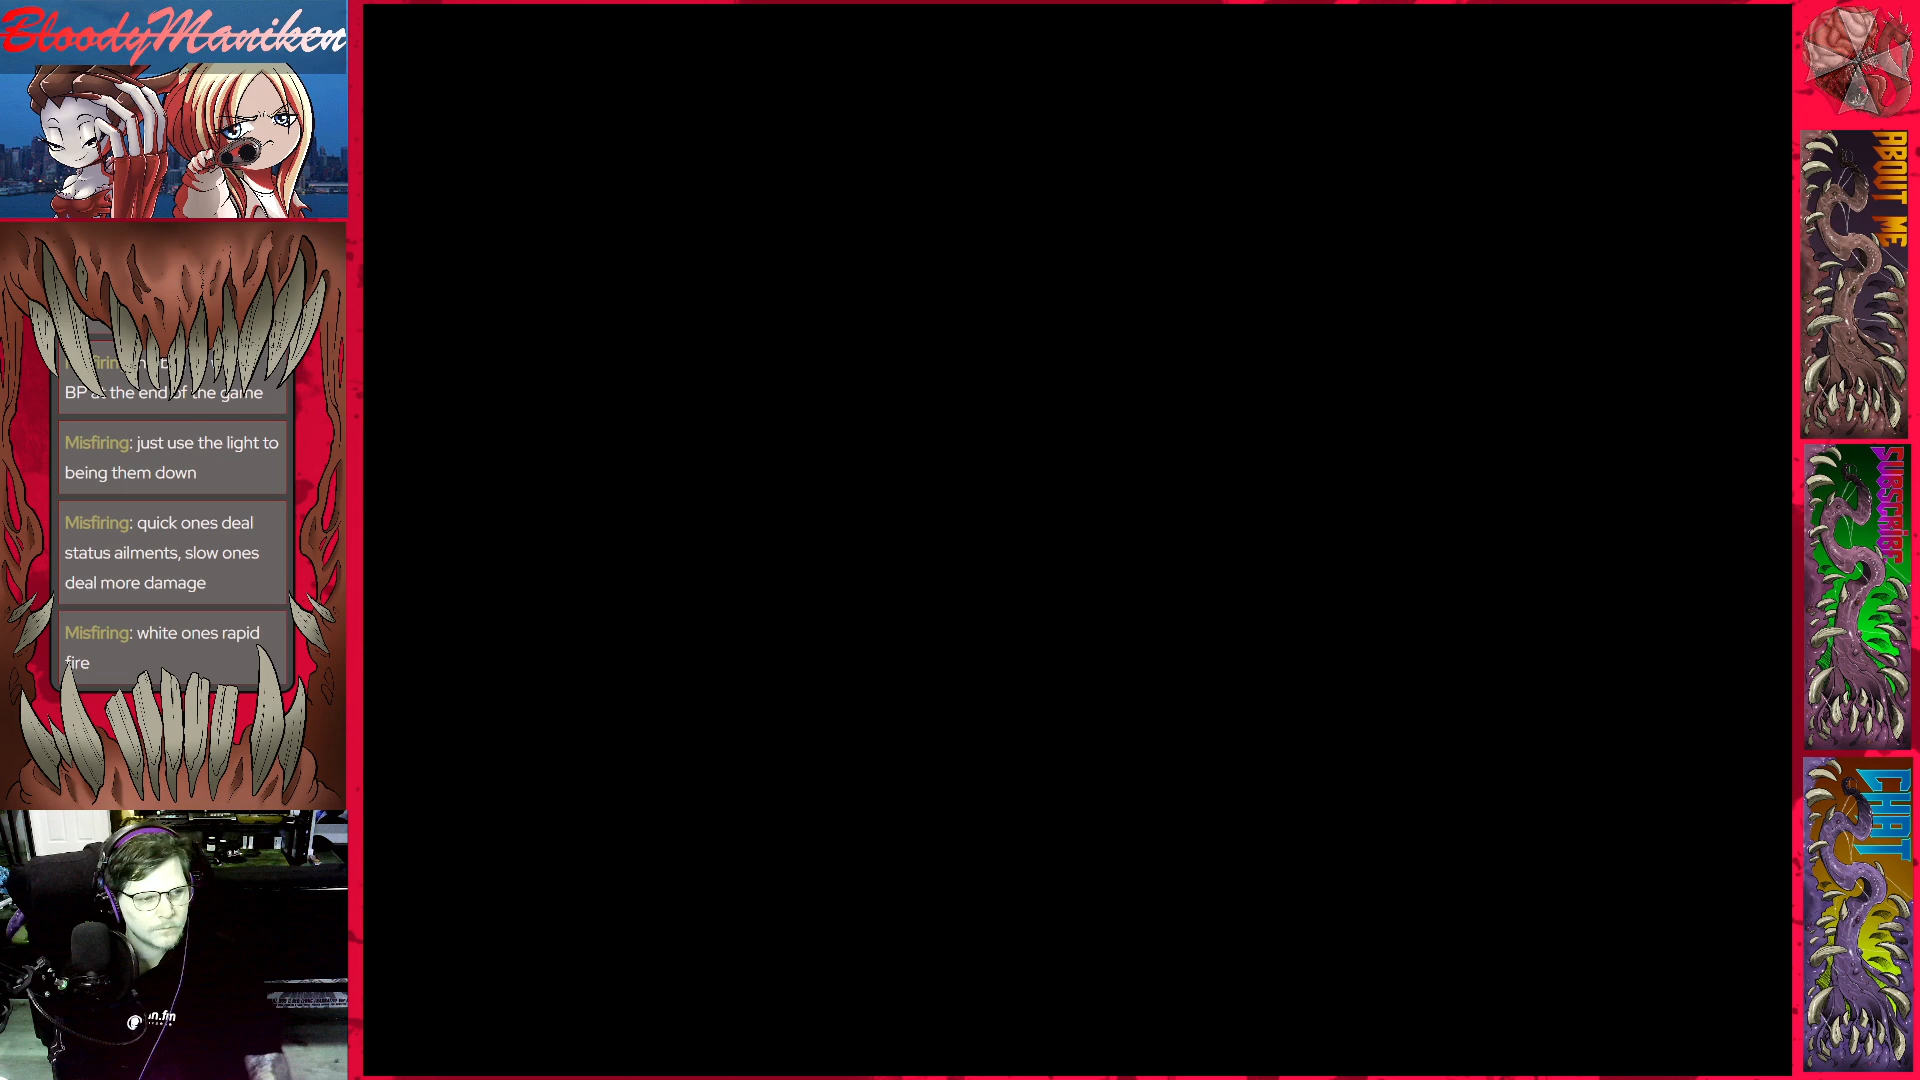 BloodyManiken
BP at the end of the game
Misfiring: just use the light to
being them down
Misfiring: quick ones deal
status ailments, slow ones
deal more damage
Misfiring: white ones rapid
fire
ABOUT ME
SUBSCRIBE
CHAT